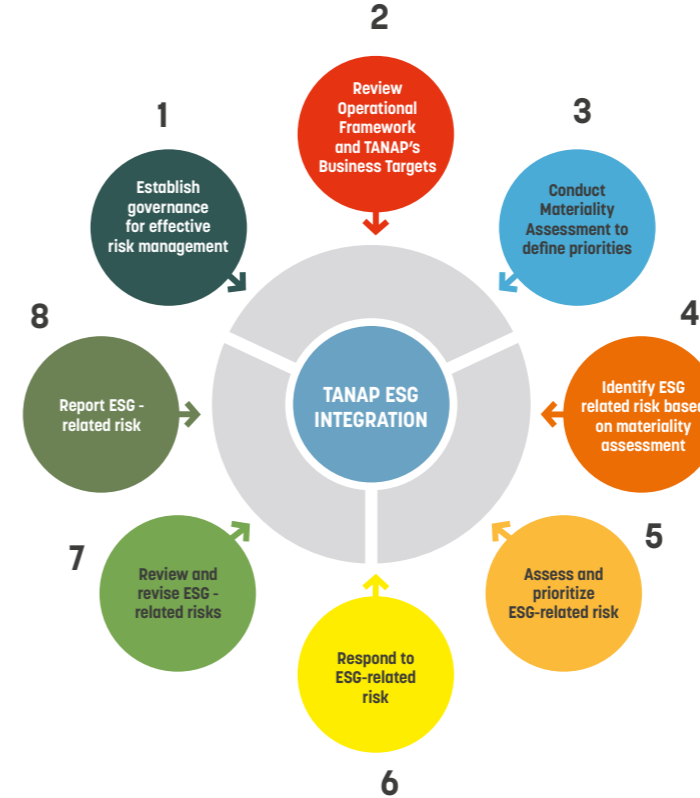 1
Establish
governance
for effective
risk management
2
Review
Operational
Framework
and TANAP's
Business Targets
3
Conduct
Materiality
Assessment to
define priorities
4
Identify ESG
related risk based
on materiality
assessment
5
Assess and
prioritize
ESG-related risk
6
Respond to
ESG-related
risk
7
Review and
revise ESG -
related risks
8
Report ESG -
related risk
TANAP ESG
INTEGRATION